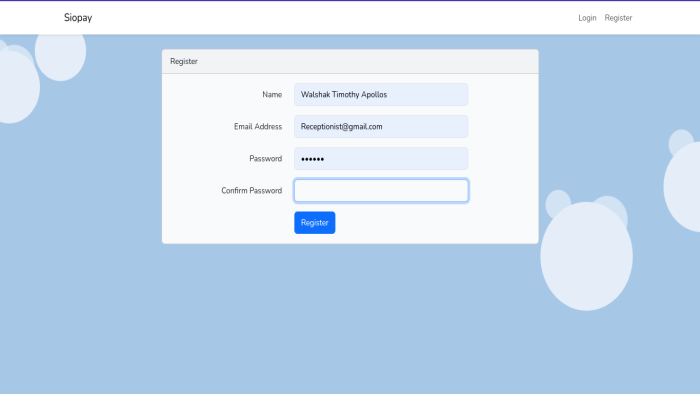 Siopay
Login Register
Register
Name Walshak Timothy Apollos
Email Address Receptionist@gmail.com
Password ••••••
Confirm Password
Register